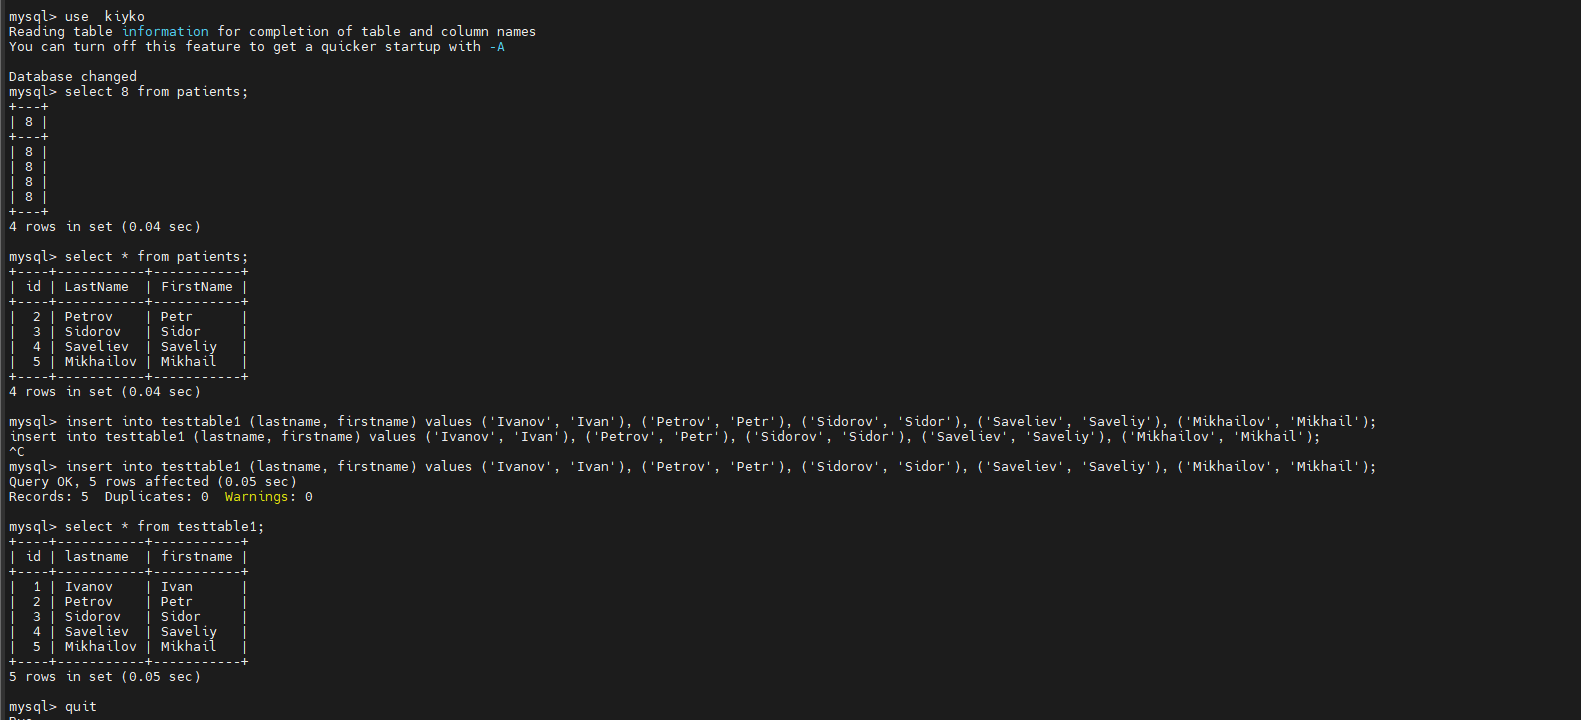 mysql> use  kiyko
Reading table information for completion of table and column names
You can turn off this feature to get a quicker startup with -A
Database changed
mysql> select 8 from patients;
+---+
| 8 |
+---+
| 8 |
| 8 |
| 8 |
| 8 |
+---+
4 rows in set (0.04 sec)
mysql> select * from patients;
+----+-----------+-----------+
| id | LastName  | FirstName |
+----+-----------+-----------+
|  2 | Petrov    | Petr      |
|  3 | Sidorov   | Sidor     |
|  4 | Saveliev  | Saveliy   |
|  5 | Mikhailov | Mikhail   |
+----+-----------+-----------+
4 rows in set (0.04 sec)
mysql> insert into testtable1 (lastname, firstname) values ('Ivanov', 'Ivan'), ('Petrov', 'Petr'), ('Sidorov', 'Sidor'), ('Saveliev', 'Saveliy'), ('Mikhailov', 'Mikhail');
insert into testtable1 (lastname, firstname) values ('Ivanov', 'Ivan'), ('Petrov', 'Petr'), ('Sidorov', 'Sidor'), ('Saveliev', 'Saveliy'), ('Mikhailov', 'Mikhail');
^C
mysql> insert into testtable1 (lastname, firstname) values ('Ivanov', 'Ivan'), ('Petrov', 'Petr'), ('Sidorov', 'Sidor'), ('Saveliev', 'Saveliy'), ('Mikhailov', 'Mikhail');
Query OK, 5 rows affected (0.05 sec)
Records: 5  Duplicates: 0  Warnings: 0
mysql> select * from testtable1;
+----+-----------+-----------+
| id | lastname  | firstname |
+----+-----------+-----------+
|  1 | Ivanov    | Ivan      |
|  2 | Petrov    | Petr      |
|  3 | Sidorov   | Sidor     |
|  4 | Saveliev  | Saveliy   |
|  5 | Mikhailov | Mikhail   |
+----+-----------+-----------+
5 rows in set (0.05 sec)
mysql> quit